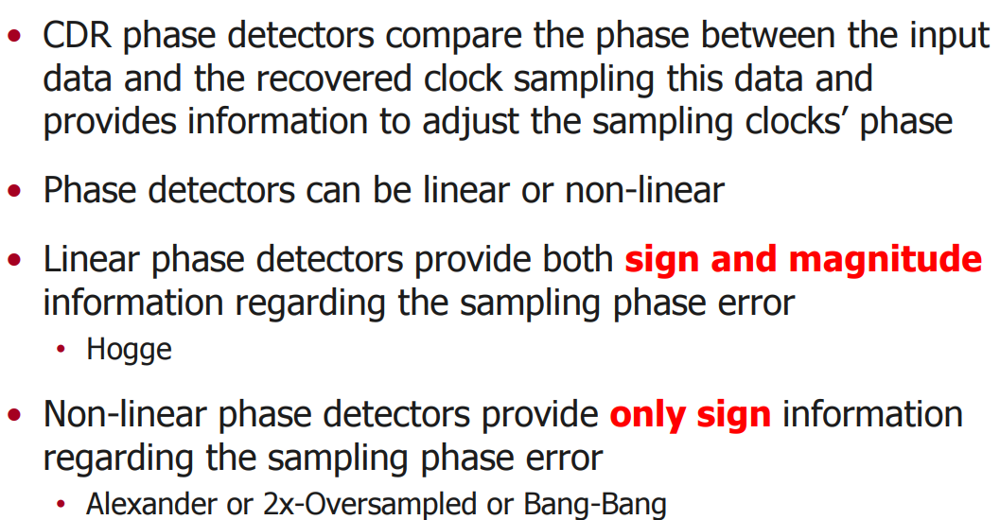 • CDR phase detectors compare the phase between the input
data and the recovered clock sampling this data and
provides information to adjust the sampling clocks’ phase
• Phase detectors can be linear or non-linear
• Linear phase detectors provide both sign and magnitude
information regarding the sampling phase error
• Hogge
• Non-linear phase detectors provide only sign information
regarding the sampling phase error
• Alexander or 2x-Oversampled or Bang-Bang